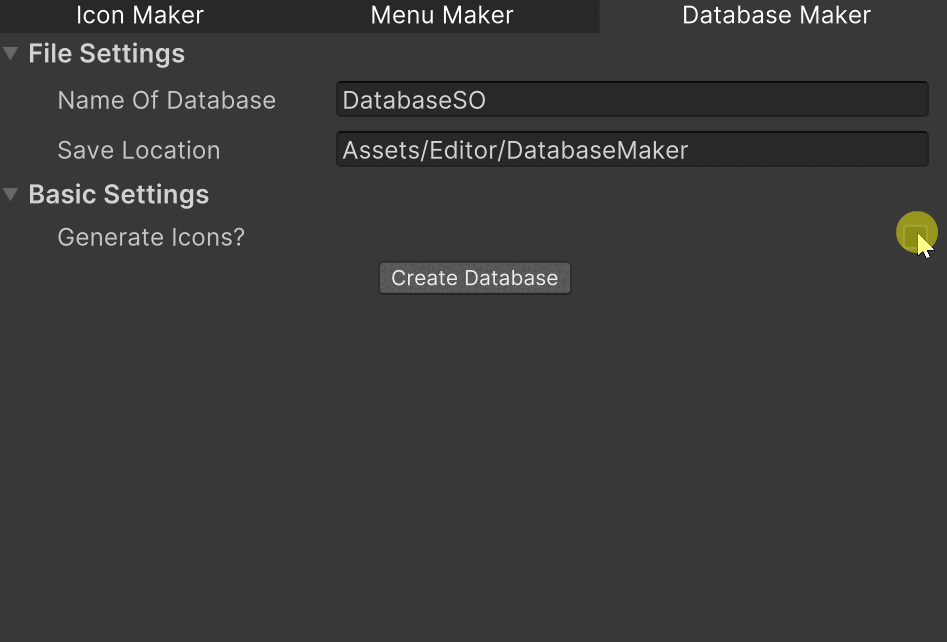 Icon Maker Menu Maker Database Maker
File Settings
Name Of Database DatabaseSO
Save Location Assets/Editor/DatabaseMaker
Basic Settings
Generate Icons?
Create Database